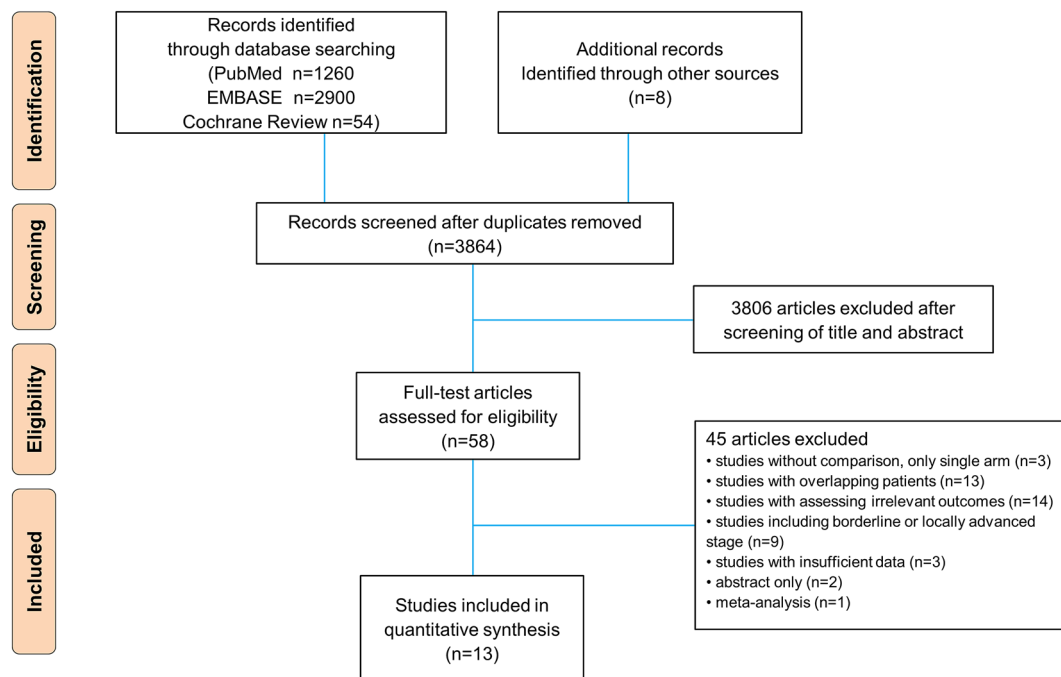 Identification
Records identified
through database searching
(PubMed n=1260
EMBASE n=2900
Cochrane Review n=54)
Additional records
Identified through other sources
(n=8)
Screening
Records screened after duplicates removed
(n=3864)
3806 articles excluded after
screening of title and abstract
Eligibility
Full-test articles
assessed for eligibility
(n=58)
45 articles excluded
• studies without comparison, only single arm (n=3)
• studies with overlapping patients (n=13)
• studies with assessing irrelevant outcomes (n=14)
• studies including borderline or locally advanced
stage (n=9)
• studies with insufficient data (n=3)
• abstract only (n=2)
• meta-analysis (n=1)
Included
Studies included in
quantitative synthesis
(n=13)